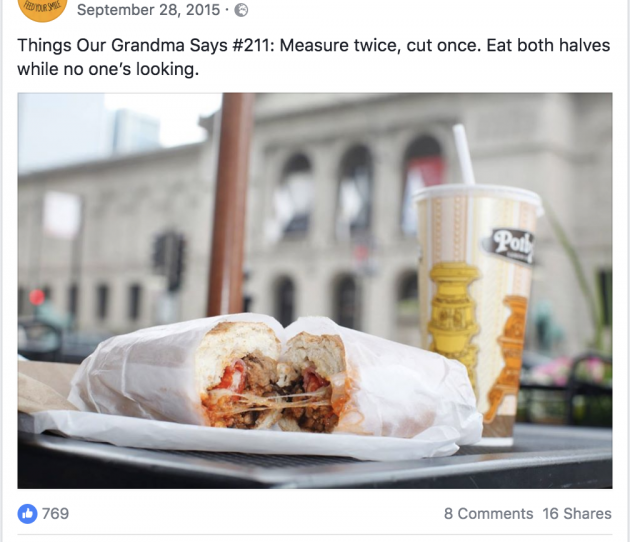 FEED YOUR SMILE
September 28, 2015 ·
Things Our Grandma Says #211: Measure twice, cut once. Eat both halves
while no one’s looking.
Potb
769
8 Comments 16 Shares